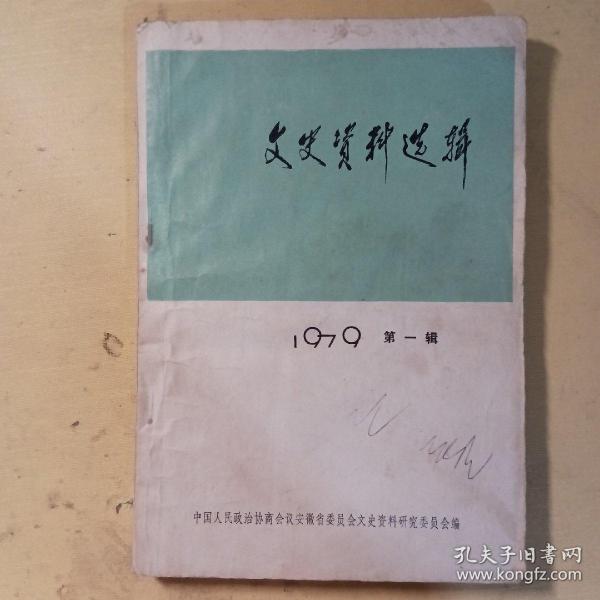 文史资料选辑
1979 第一辑
中国人民政治协商会议安徽省委员会文史资料研究委员会编
孔夫子旧书网
www.kongfz.com